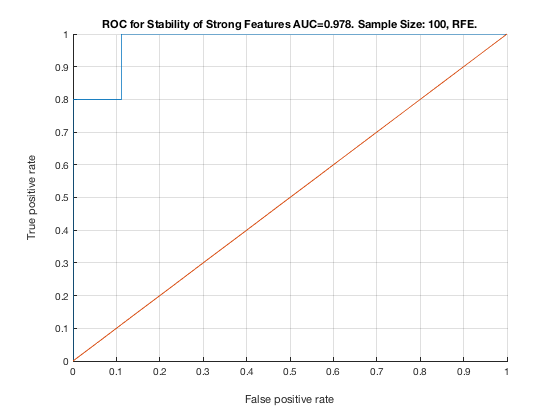 ROC for Stability of Strong Features AUC=0.978. Sample Size: 100, RFE.
1
0.9
0.8
0.7
0.6
0.5
0.4
0.3
0.2
0.1
0
True positive rate
0 0.1 0.2 0.3 0.4 0.5 0.6 0.7 0.8 0.9 1
False positive rate